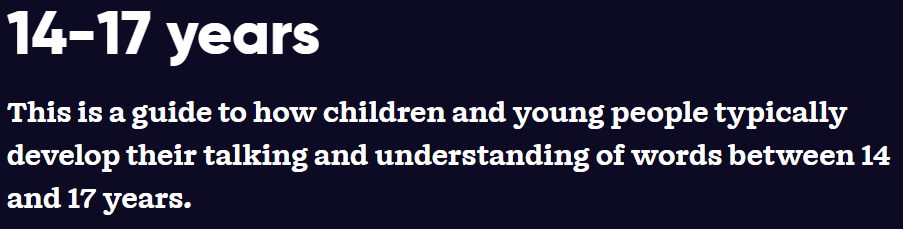 14-17 years
This is a guide to how children and young people typically
develop their talking and understanding of words between 14
and 17 years.